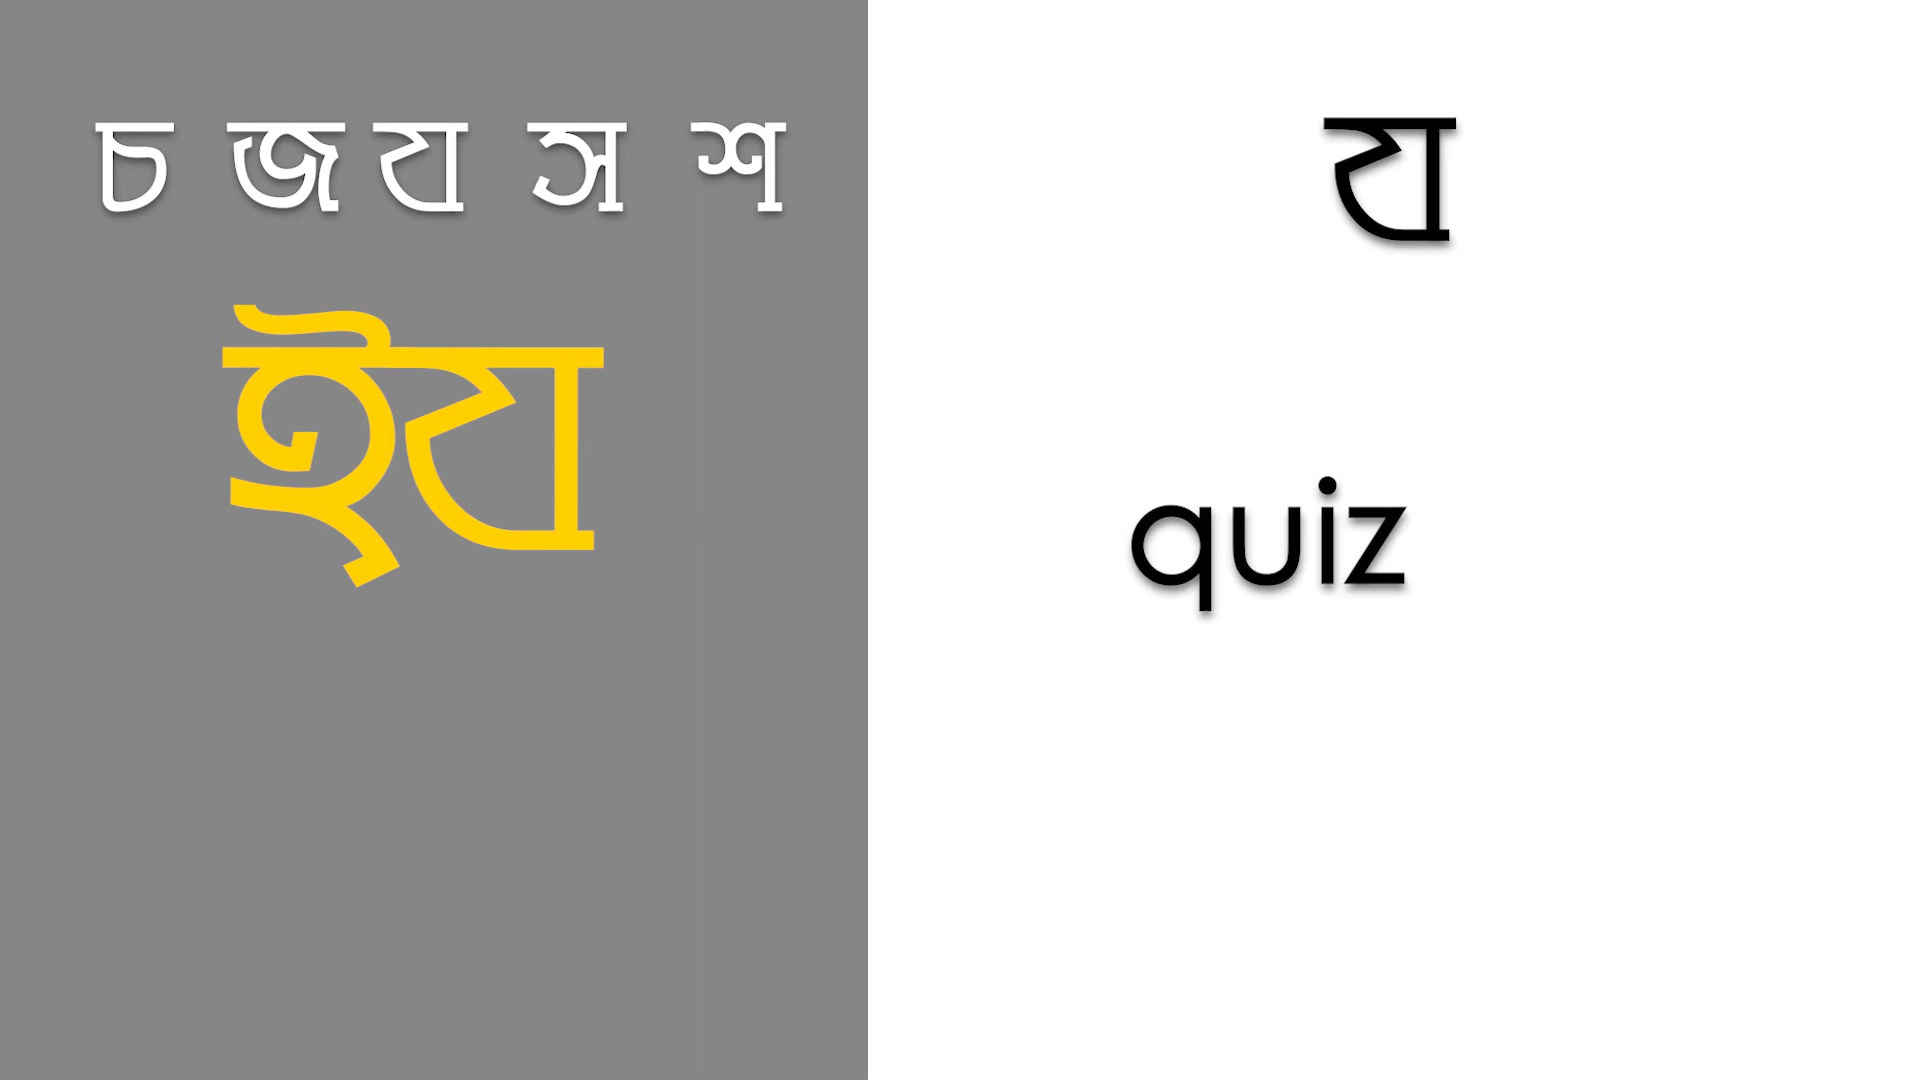 চ জ য ঞ শ
ইয
য
quiz